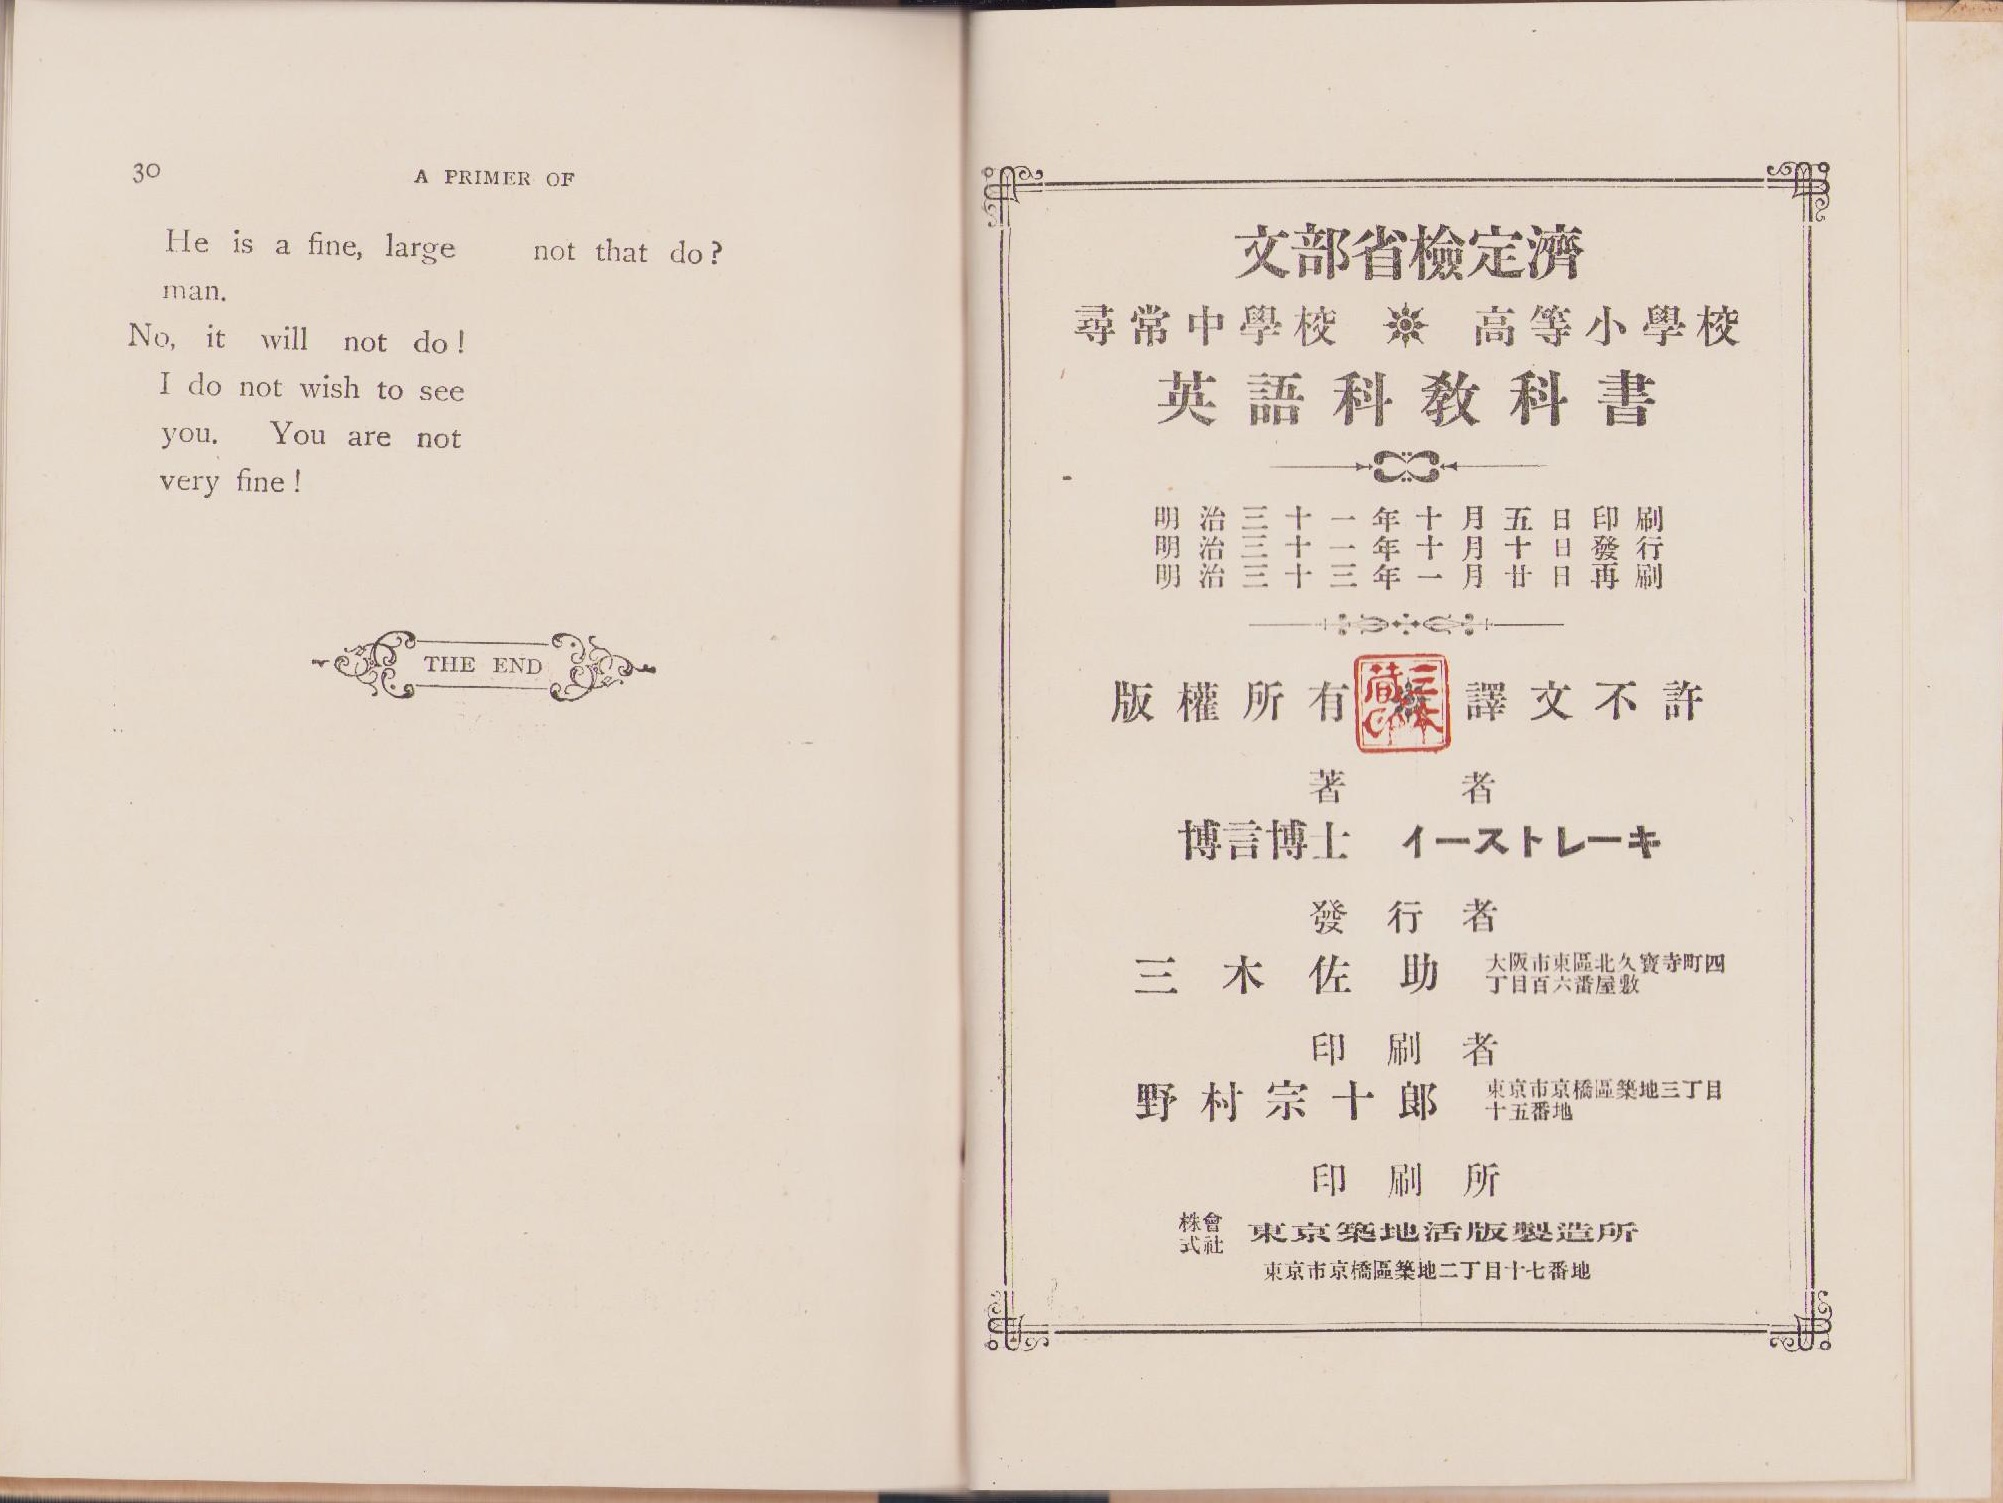 30
A PRIMER OF
He is a fine, large
man.
No, it will not do!
I do not wish to see
you. You are not
very fine!
not that do?
THE END
文部省檢定濟
尋常中學校 高等小學校
英語科教科書
明治三十一年十月五日印刷
明治三十一年十月十日發行
明治三十三年一月廿日再刷
版權所有 譯文不許
三木
藏印
著者
博言博士 イーストレーキ
發行者
三木佐助 大阪市東區北久寶寺町四
丁目百六番屋敷
印刷者
野村宗十郎 東京市京橋區築地三丁目
十五番地
印刷所
株式會社 東京築地活版製造所
東京市京橋區築地二丁目十七番地